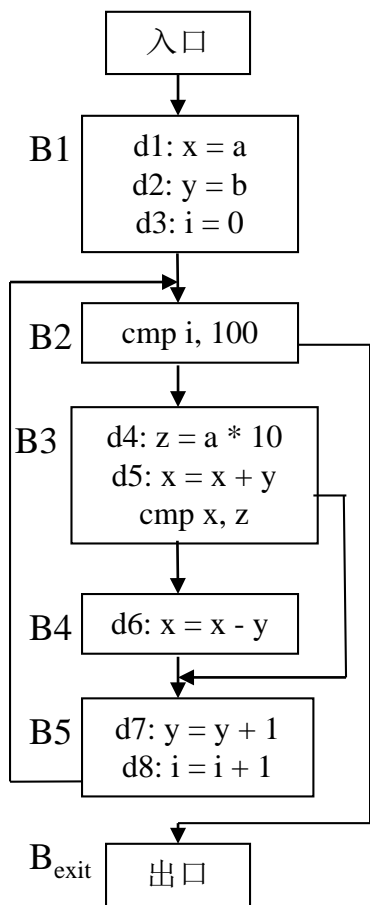 入口
B1
d1: x = a
d2: y = b
d3: i = 0
B2
cmp i, 100
B3
d4: z = a * 10
d5: x = x + y
cmp x, z
B4
d6: x = x - y
B5
d7: y = y + 1
d8: i = i + 1
Bexit
出口